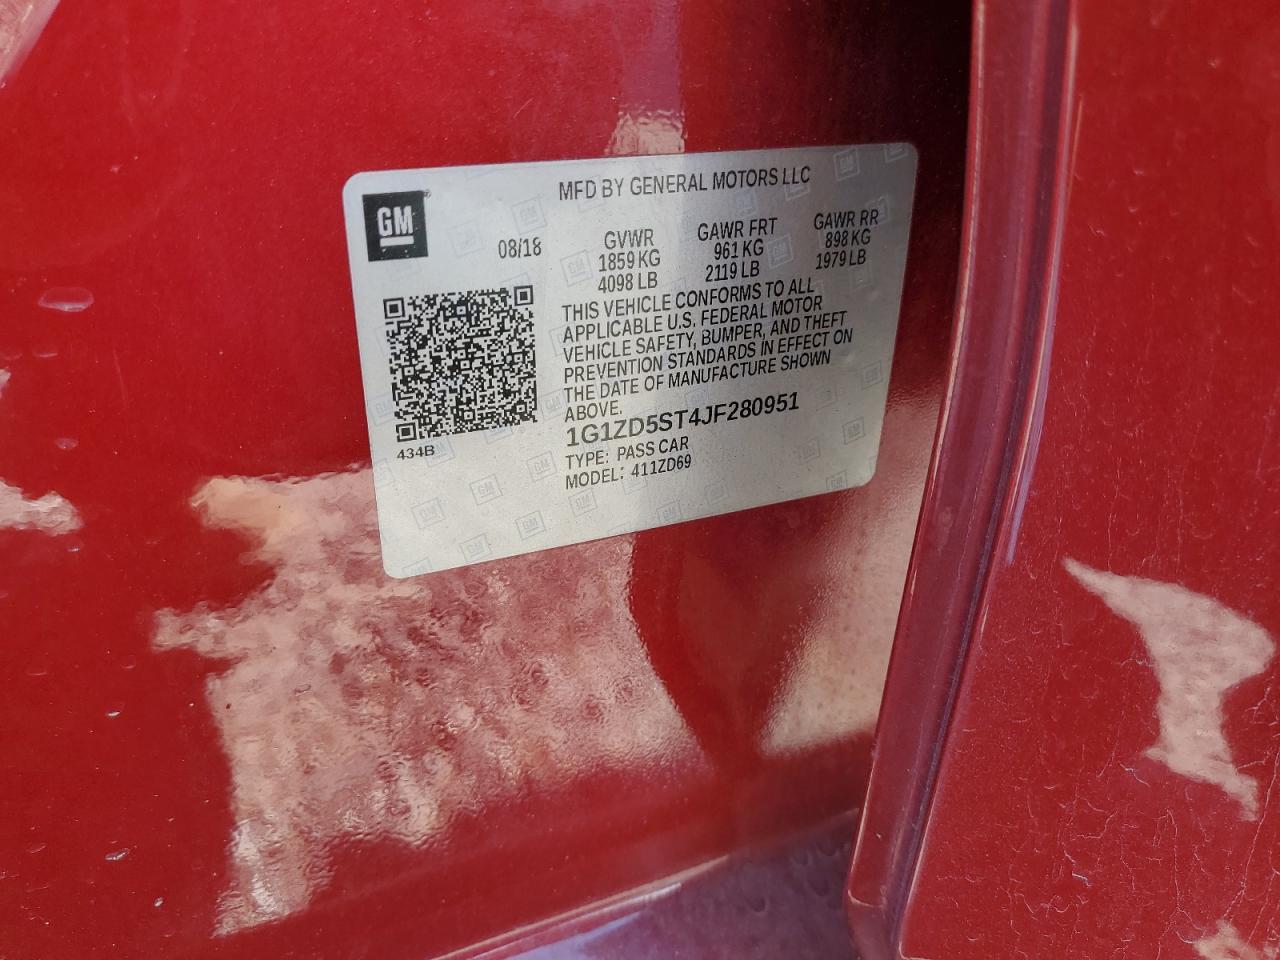 GM
MFD BY GENERAL MOTORS LLC
08/18
GVWR
1859 KG
4098 LB
GAWR FRT
961 KG
2119 LB
GAWR RR
898 KG
1979 LB
THIS VEHICLE CONFORMS TO ALL
APPLICABLE U.S. FEDERAL MOTOR
VEHICLE SAFETY, BUMPER, AND THEFT
PREVENTION STANDARDS IN EFFECT ON
THE DATE OF MANUFACTURE SHOWN
ABOVE.
1G1ZD5ST4JF280951
TYPE: PASS CAR
MODEL: 411ZD69
434B